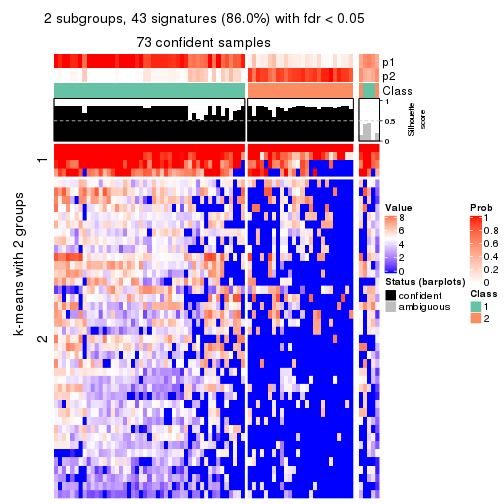 2 subgroups, 43 signatures (86.0%) with fdr < 0.05
73 confident samples
p1
p2
Class
1
0.5
0
Silhouette
score
k-means with 2 groups
1
2
Value
8
6
4
2
0
Status (barplots)
confident
ambiguous
Prob
1
0.8
0.6
0.4
0.2
0
Class
1
2